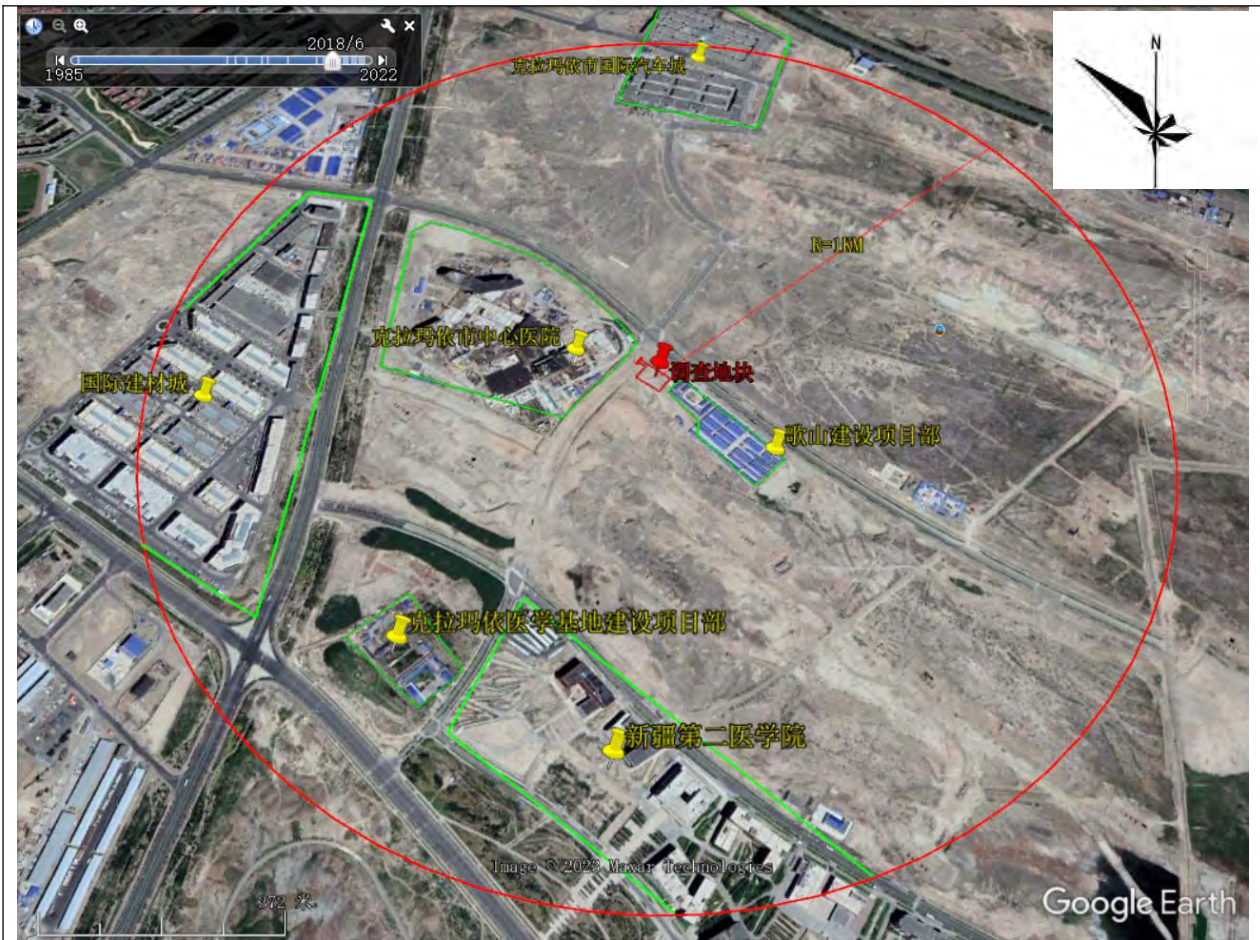 2018/6
1985
2022
N
克拉玛依市国际汽车城
R=1KM
克拉玛依市中心医院
调查地块
国际建材城
歌山建设项目部
克拉玛依医学基地建设项目部
新疆第二医学院
Image © 2023 Maxar Technologies
372 米
Google Earth